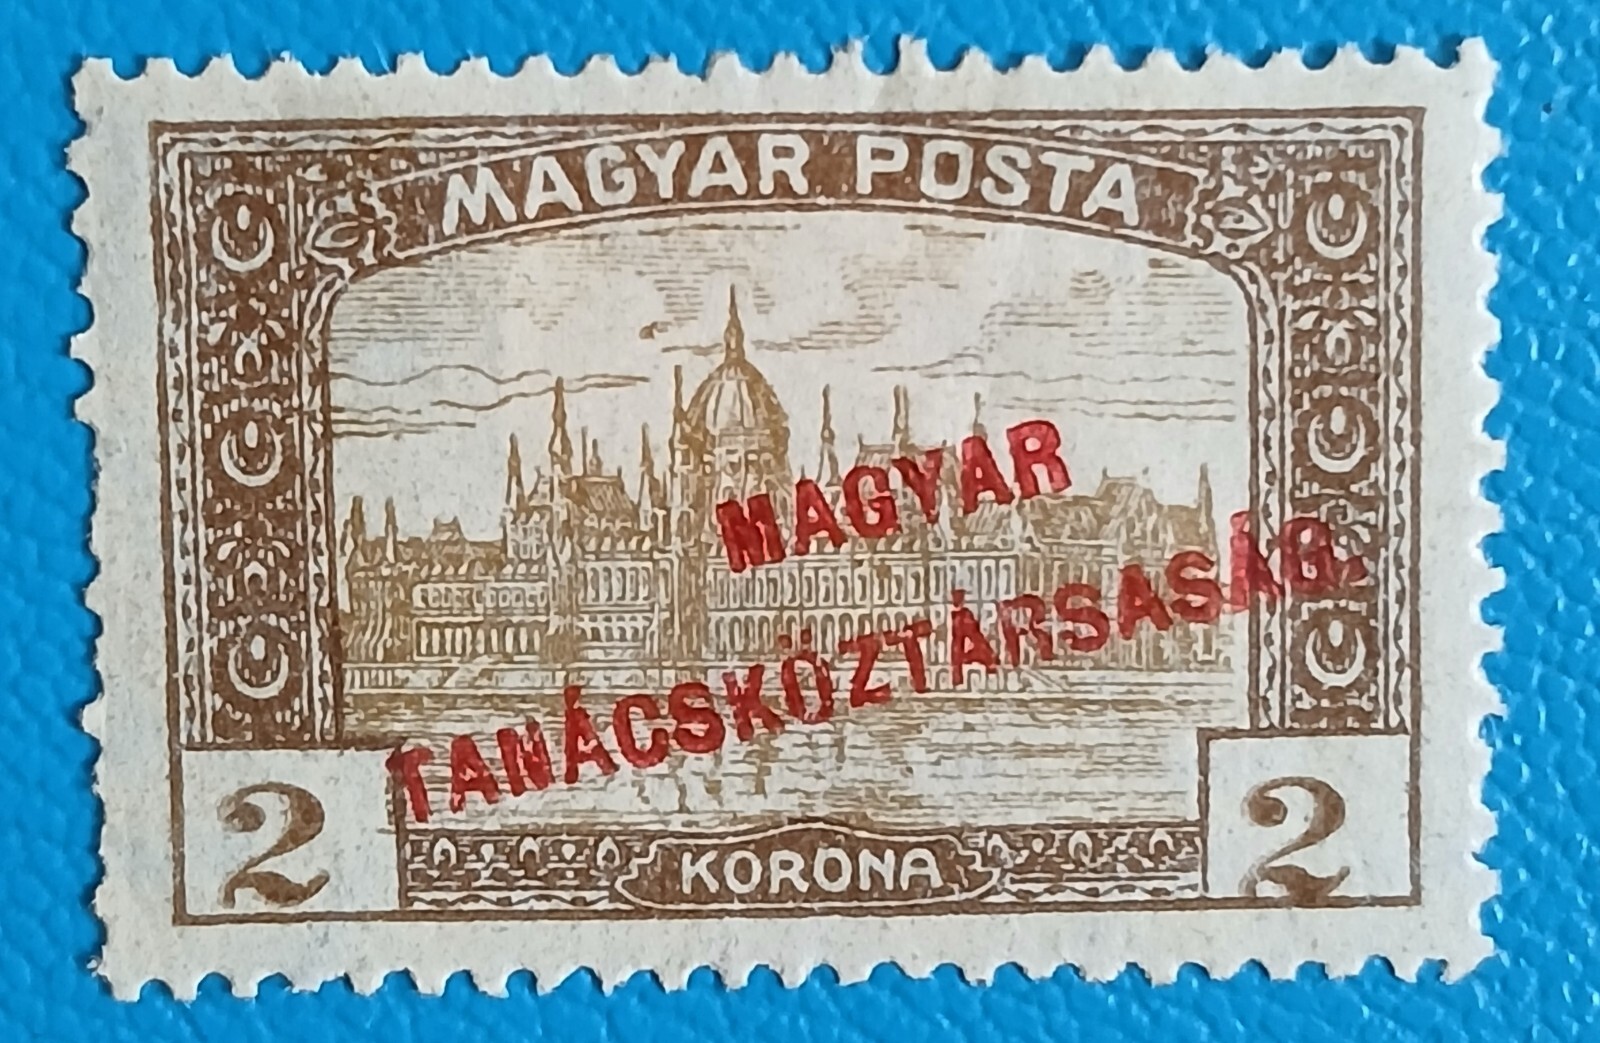 MAGYAR POSTA
MAGYAR
TANÁCSKÖZTÁRSASÁG.
2
KORONA
2